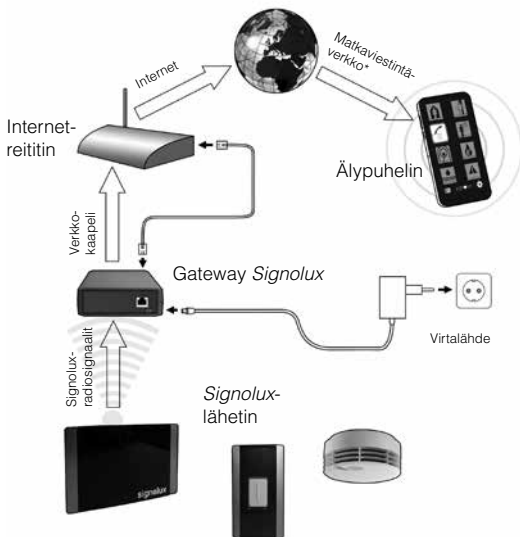 Internet
Matkaviestintä-
verkko*
Internet-
reititin
Älypuhelin
Verkko-
kaapeli
Gateway Signolux
Virtalähde
Signolux-
radiosignaalit
Signolux-
lähetin
signolux